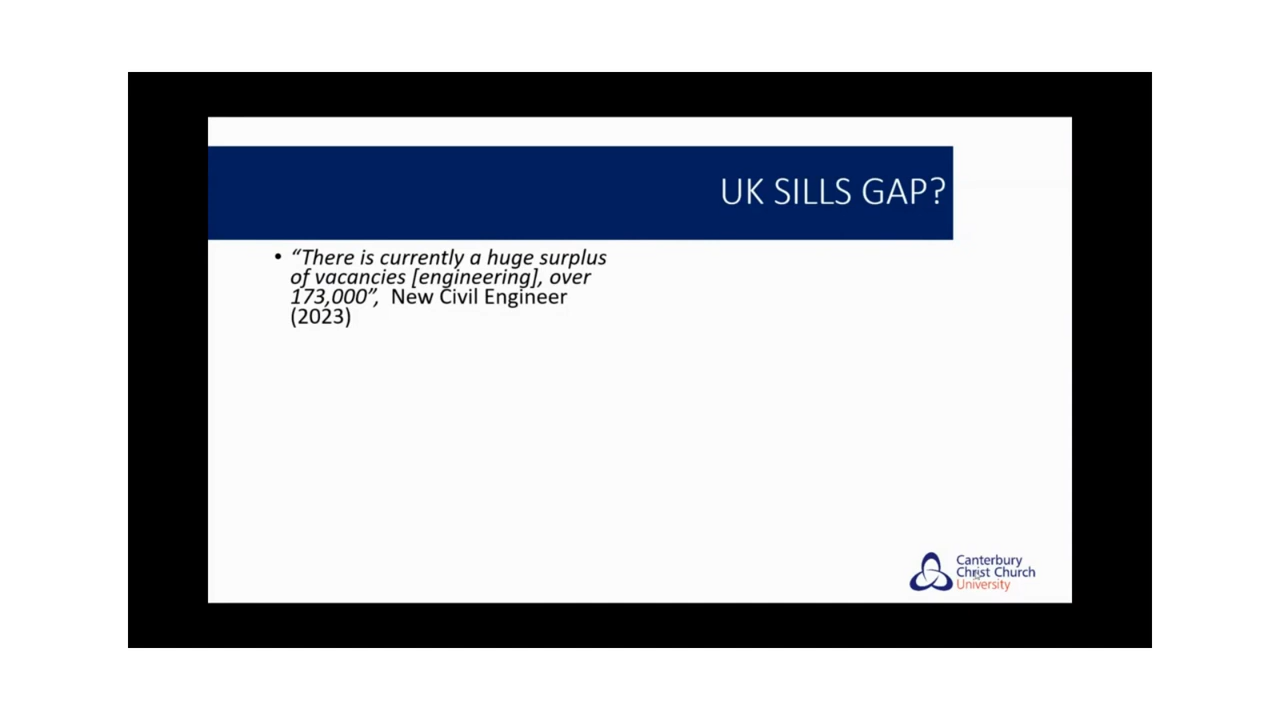 UK SILLS GAP?
• “There is currently a huge surplus
of vacancies [engineering], over
173,000”, New Civil Engineer
(2023)
Canterbury
Christ Church
University